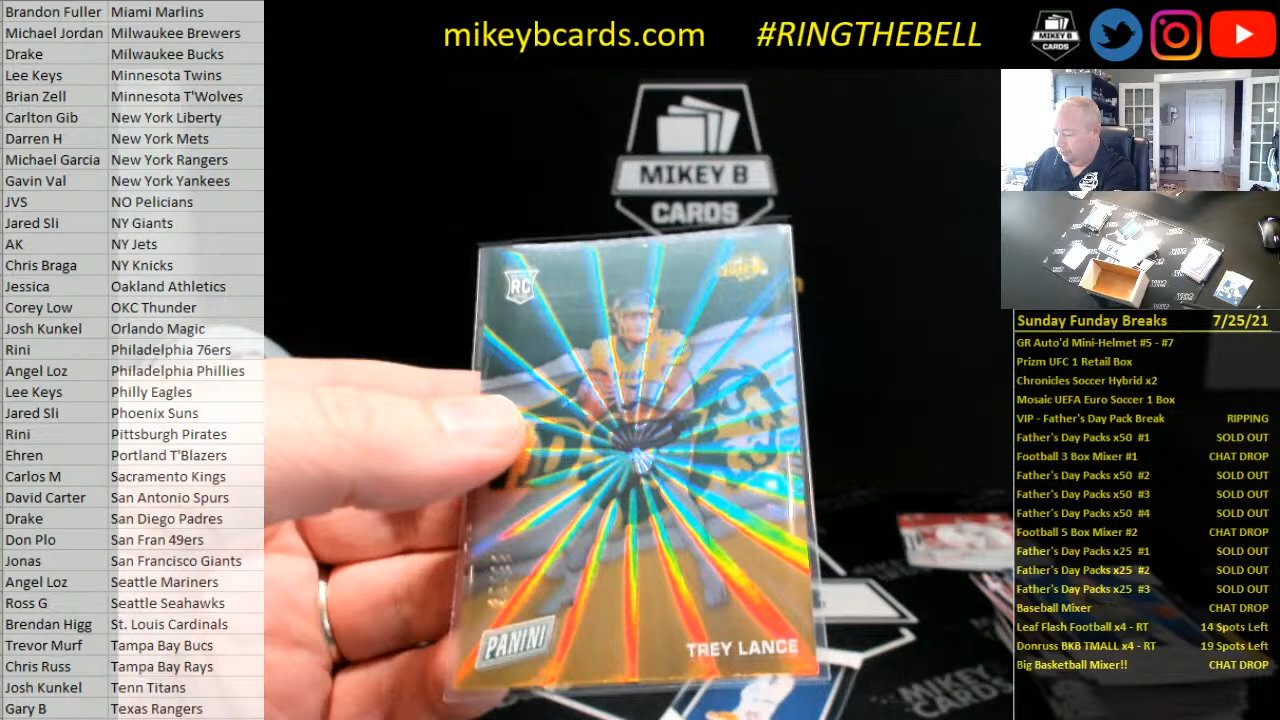 mikeybcards.com #RINGTHEBELL
MIKEY B
CARDS
Brandon Fuller Miami Marlins
Michael Jordan Milwaukee Brewers
Drake Milwaukee Bucks
Lee Keys Minnesota Twins
Brian Zell Minnesota T'Wolves
Carlton Gib New York Liberty
Darren H New York Mets
Michael Garcia New York Rangers
Gavin Val New York Yankees
JVS NO Pelicians
Jared Sli NY Giants
AK NY Jets
Chris Braga NY Knicks
Jessica Oakland Athletics
Corey Low OKC Thunder
Josh Kunkel Orlando Magic
Rini Philadelphia 76ers
Angel Loz Philadelphia Phillies
Lee Keys Philly Eagles
Jared Sli Phoenix Suns
Rini Pittsburgh Pirates
Ehren Portland T'Blazers
Carlos M Sacramento Kings
David Carter San Antonio Spurs
Drake San Diego Padres
Don Plo San Fran 49ers
Jonas San Francisco Giants
Angel Loz Seattle Mariners
Ross G Seattle Seahawks
Brendan Higg St. Louis Cardinals
Trevor Murf Tampa Bay Bucs
Chris Russ Tampa Bay Rays
Josh Kunkel Tenn Titans
Gary B Texas Rangers
MIKEY B
CARDS
RC
PANINI
TREY LANCE
MIKEY
CARDS
Sunday Funday Breaks 7/25/21
GR Auto'd Mini-Helmet #5 - #7
Prizm UFC 1 Retail Box
Chronicles Soccer Hybrid x2
Mosaic UEFA Euro Soccer 1 Box
VIP - Father's Day Pack Break RIPPING
Father's Day Packs x50 #1 SOLD OUT
Football 3 Box Mixer #1 CHAT DROP
Father's Day Packs x50 #2 SOLD OUT
Father's Day Packs x50 #3 SOLD OUT
Father's Day Packs x50 #4 SOLD OUT
Football 5 Box Mixer #2 CHAT DROP
Father's Day Packs x25 #1 SOLD OUT
Father's Day Packs x25 #2 SOLD OUT
Father's Day Packs x25 #3 SOLD OUT
Baseball Mixer CHAT DROP
Leaf Flash Football x4 - RT 14 Spots Left
Donruss BKB TMALL x4 - RT 19 Spots Left
Big Basketball Mixer!! CHAT DROP